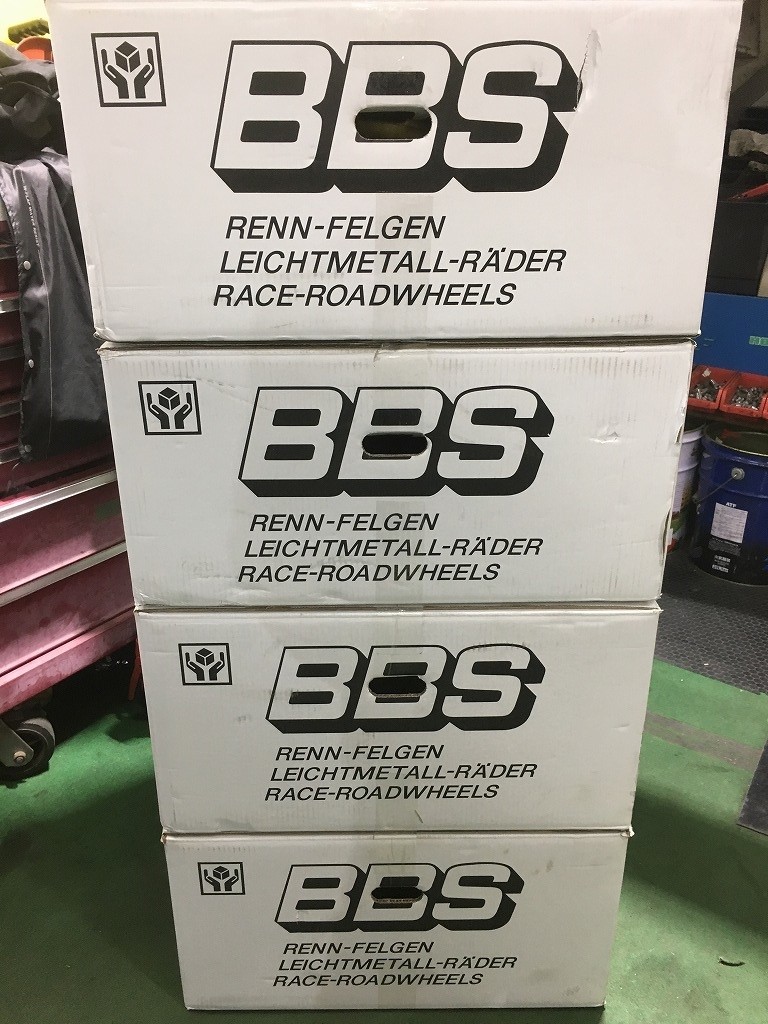 BBS
RENN-FELGEN
LEICHTMETALL-RÄDER
RACE-ROADWHEELS
BBS
RENN-FELGEN
LEICHTMETALL-RÄDER
RACE-ROADWHEELS
ATF
BBS
RENN-FELGEN
LEICHTMETALL-RÄDER
RACE-ROADWHEELS
BBS
RENN-FELGEN
LEICHTMETALL-RÄDER
RACE-ROADWHEELS